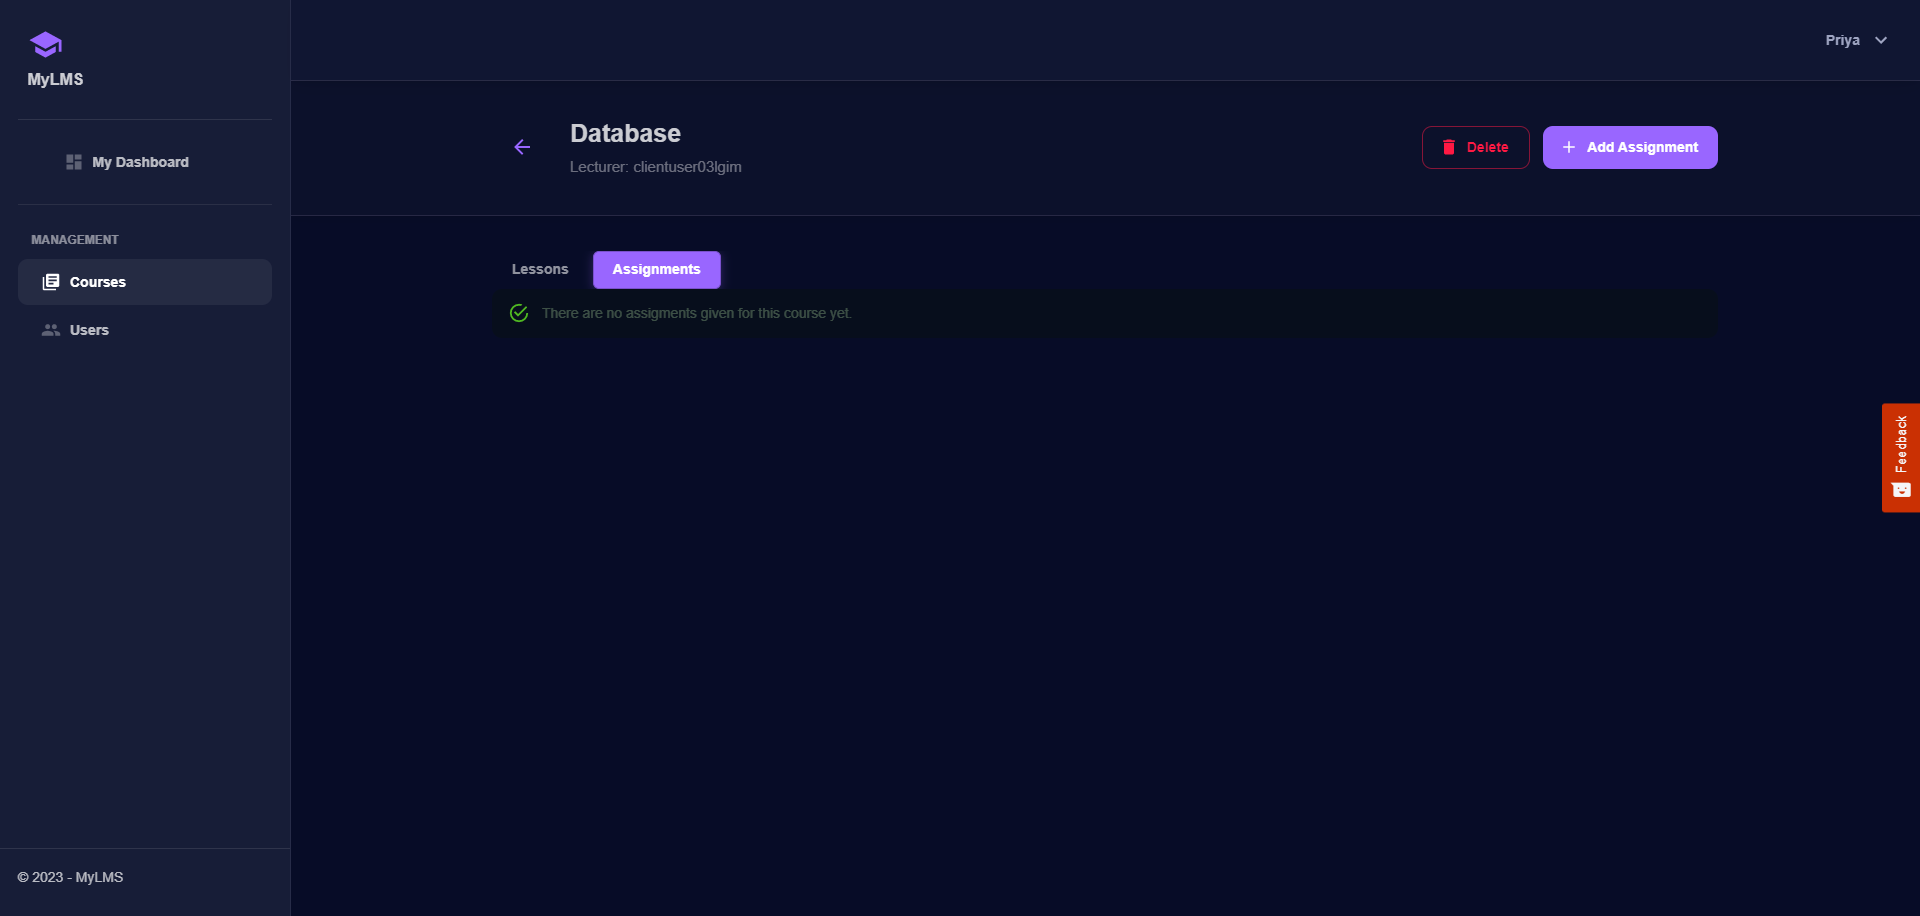 MyLMS
My Dashboard
MANAGEMENT
Courses
Users
© 2023 - MyLMS
Priya
Database
Lecturer: clientuser03lgim
Delete
Add Assignment
Lessons
Assignments
There are no assigments given for this course yet.
Feedback